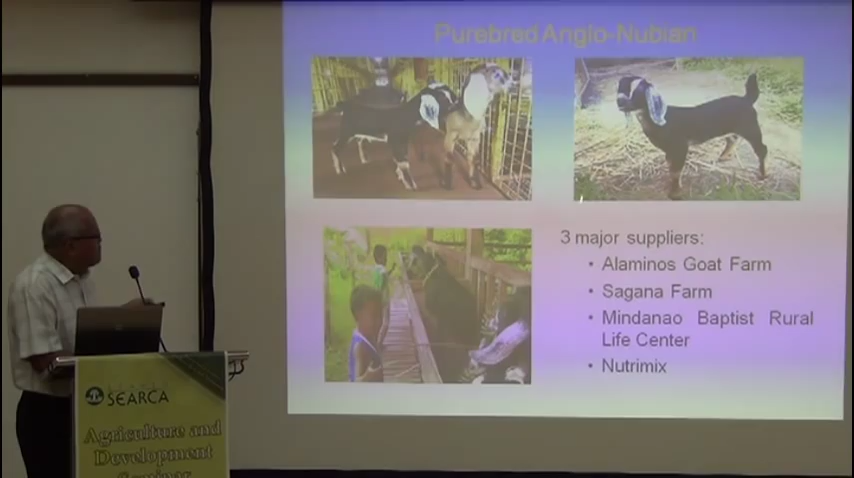 Purebred Anglo-Nubian
3 major suppliers:
• Alaminos Goat Farm
• Sagana Farm
• Mindanao Baptist Rural
Life Center
• Nutrimix
SEARCA
Agriculture and
Development
Seminar